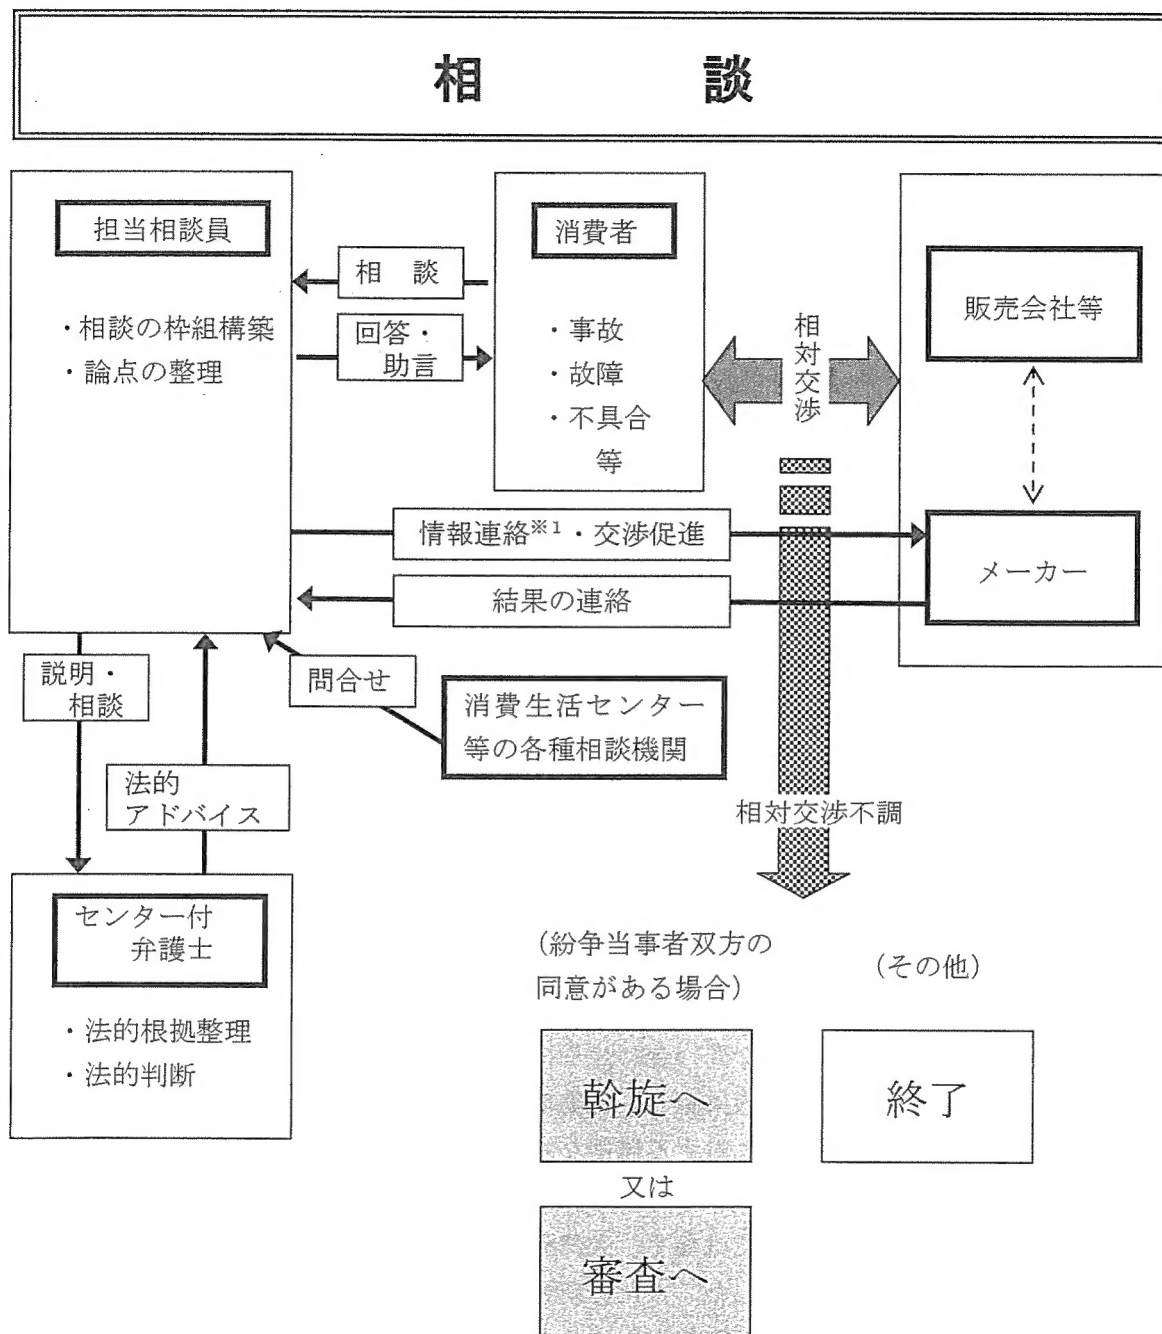 相　談
担当相談員
・相談の枠組構築
・論点の整理
相　談
回答・
助言
消費者
・事故
・故障
・不具合
等
相対交渉
販売会社等
メーカー
情報連絡※1・交渉促進
結果の連絡
説明・
相談
法的
アドバイス
問合せ
消費生活センター
等の各種相談機関
相対交渉不調
センター付
弁護士
・法的根拠整理
・法的判断
(紛争当事者双方の
同意がある場合)
(その他)
斡旋へ
終了
又は
審査へ